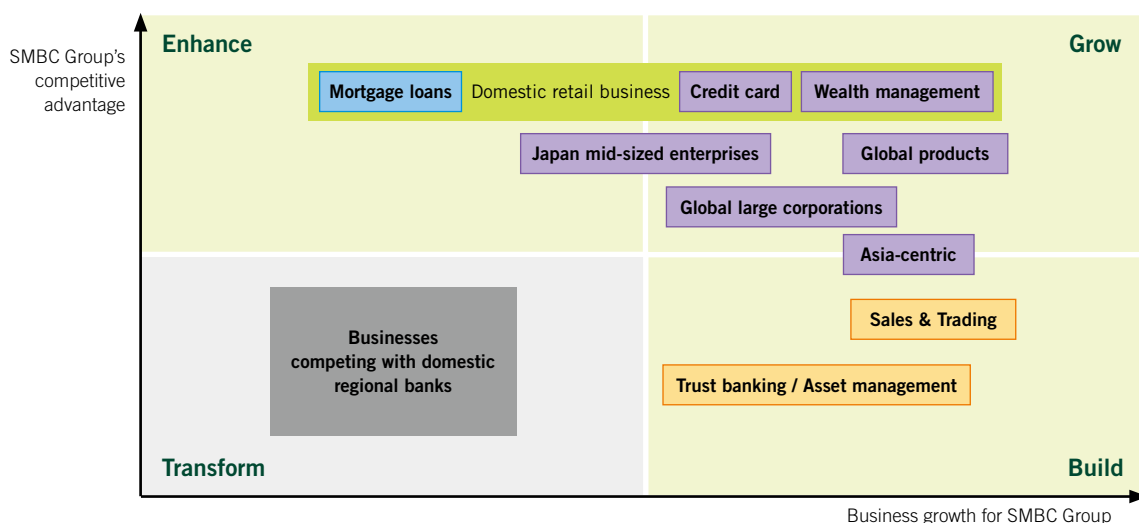 SMBC Group's
competitive
advantage
Enhance
Grow
Mortgage loans
Domestic retail business
Credit card
Wealth management
Japan mid-sized enterprises
Global products
Global large corporations
Asia-centric
Businesses
competing with domestic
regional banks
Sales & Trading
Trust banking / Asset management
Transform
Build
Business growth for SMBC Group